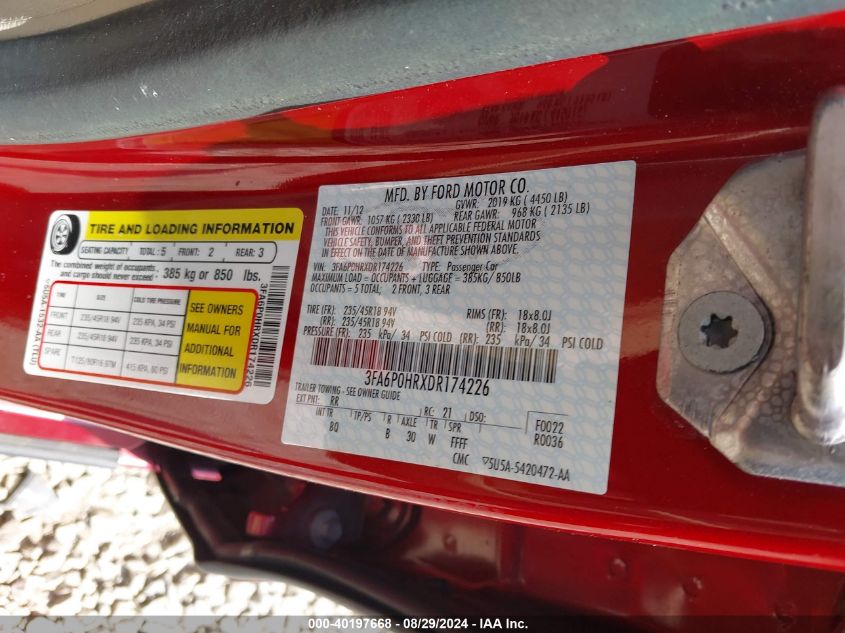 TIRE AND LOADING INFORMATION
SEATING CAPACITY TOTAL: 5 FRONT: 2 REAR: 3
The combined weight of occupants and cargo should never exceed: 385 kg or 850 lbs.
TIRE SIZE COLD TIRE PRESSURE
FRONT 235/45R18 94V 235 KPA, 34 PSI
REAR 235/45R18 94V 235 KPA, 34 PSI
SPARE 415 KPA, 60 PSI
SEE OWNERS
MANUAL FOR
ADDITIONAL
INFORMATION
3FA6P0HRXDR174226
MFD. BY FORD MOTOR CO.
DATE: 11/12 GVWR: 2019 KG ( 4450 LB)
FRONT GAWR: 1057 KG ( 2330 LB) REAR GAWR: 968 KG ( 2135 LB)
THIS VEHICLE CONFORMS TO ALL APPLICABLE FEDERAL MOTOR
VEHICLE SAFETY, BUMPER, AND THEFT PREVENTION STANDARDS
IN EFFECT ON THE DATE OF MANUFACTURE SHOWN ABOVE.
VIN: 3FA6P0HRXDR174226 TYPE: Passenger Car
MAXIMUM LOAD = OCCUPANTS + LUGGAGE = 385KG/ 850LB
OCCUPANTS = 5 TOTAL, 2 FRONT, 3 REAR
TIRE (FR): 235/45R18 94V RIMS (FR): 18x8.0J
(RR): 235/45R18 94V (RR): 18x8.0J
PRESSURE (FR): 235 kPa/ 34 PSI COLD (RR): 235 kPa/ 34 PSI COLD
3FA6P0HRXDR174226
TRAILER TOWING - SEE OWNER GUIDE
EXT PNT: RR RC: 21 DSO: F0022
INT TR TP/PS R AXLE TR SPR R0036
BQ B 30 W FFFF
CMC 5U5A-5420472-AA
000-40197668 - 08/29/2024 - IAA Inc.